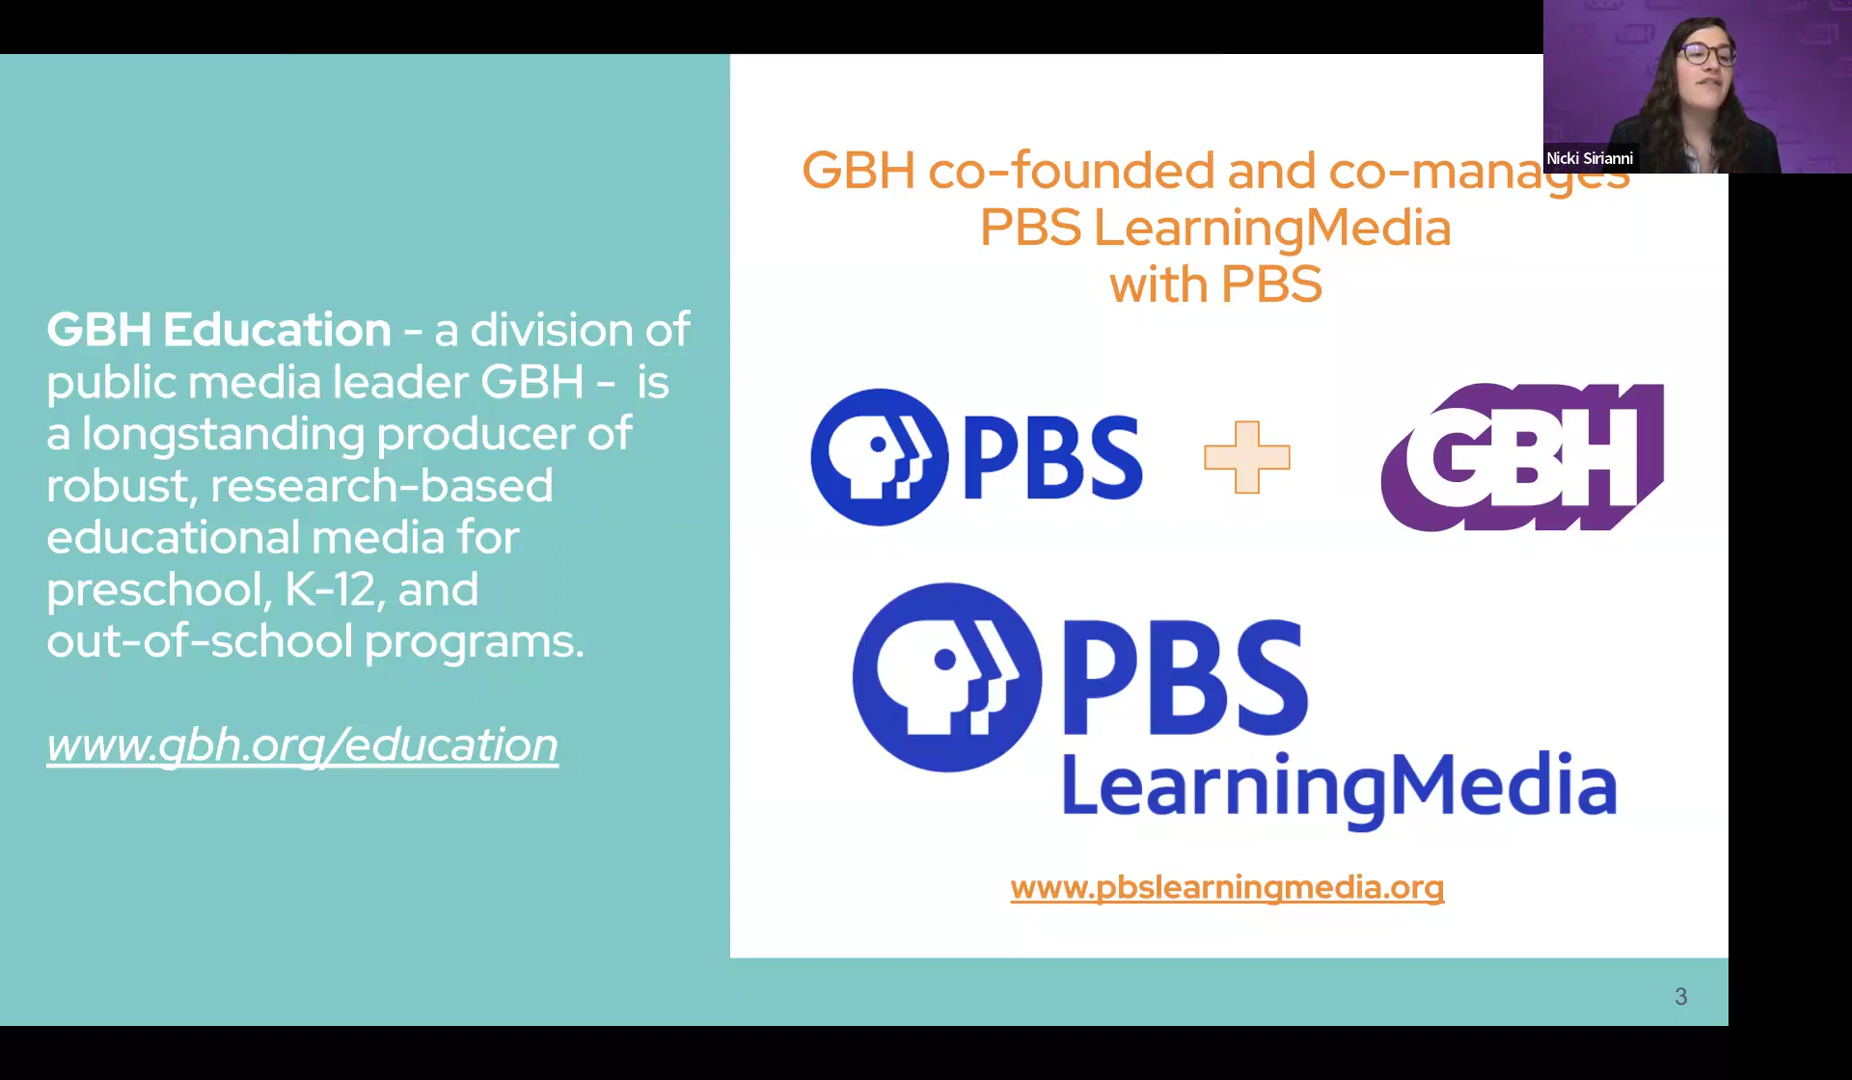 GBH Education - a division of
public media leader GBH - is
a longstanding producer of
robust, research-based
educational media for
preschool, K-12, and
out-of-school programs.
www.gbh.org/education
GBH co-founded and co-manages
PBS LearningMedia
with PBS
PBS
GBH
PBS
LearningMedia
www.pbslearningmedia.org
3
GBH
Nicki Sirianni